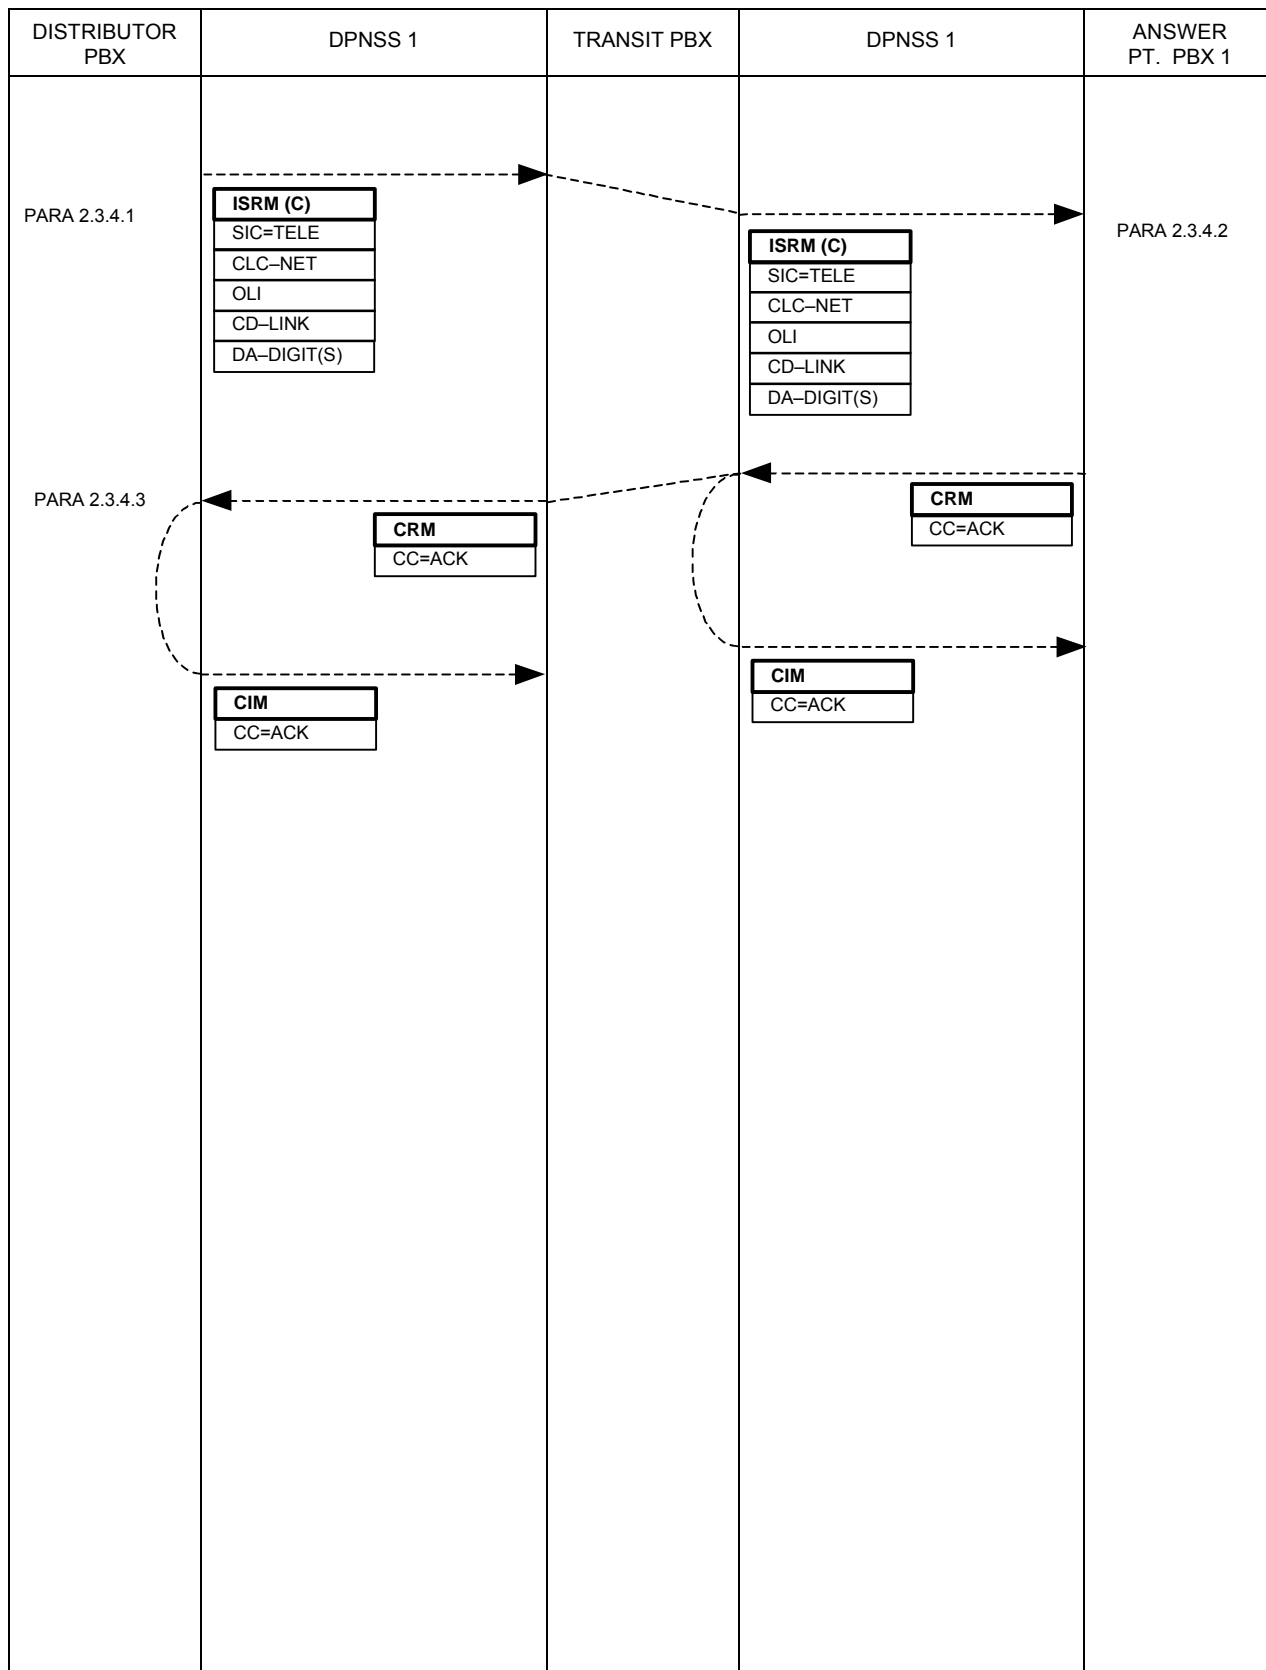 DISTRIBUTOR
PBX
DPNSS 1
TRANSIT PBX
DPNSS 1
ANSWER
PT. PBX 1
PARA 2.3.4.1
ISRM (C)
SIC=TELE
CLC–NET
OLI
CD–LINK
DA–DIGIT(S)
ISRM (C)
SIC=TELE
CLC–NET
OLI
CD–LINK
DA–DIGIT(S)
PARA 2.3.4.2
PARA 2.3.4.3
CRM
CC=ACK
CRM
CC=ACK
CIM
CC=ACK
CIM
CC=ACK